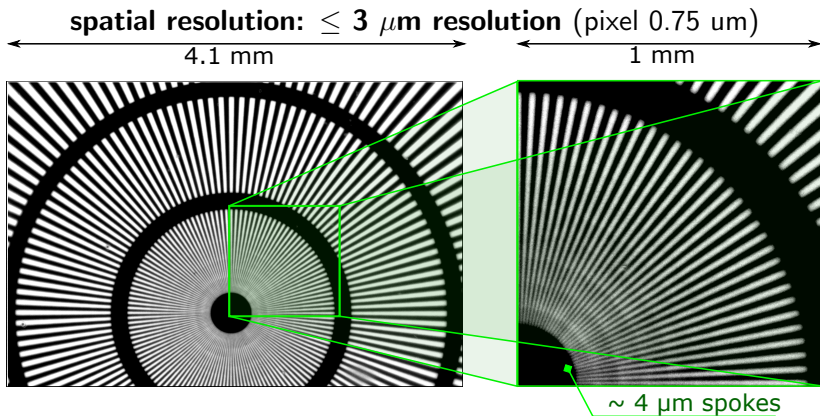 spatial resolution: ≤ 3 μm resolution (pixel 0.75 um)
4.1 mm
1 mm
~ 4 μm spokes